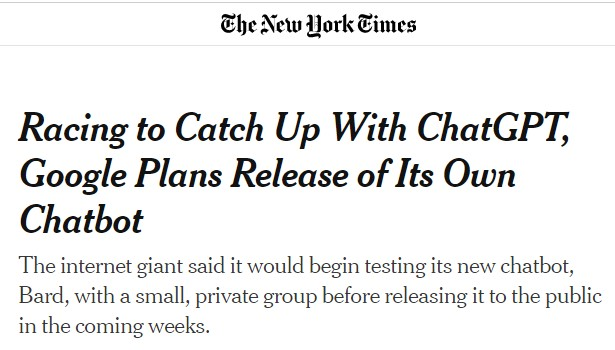 The New York Times
Racing to Catch Up With ChatGPT,
Google Plans Release of Its Own
Chatbot
The internet giant said it would begin testing its new chatbot,
Bard, with a small, private group before releasing it to the public
in the coming weeks.